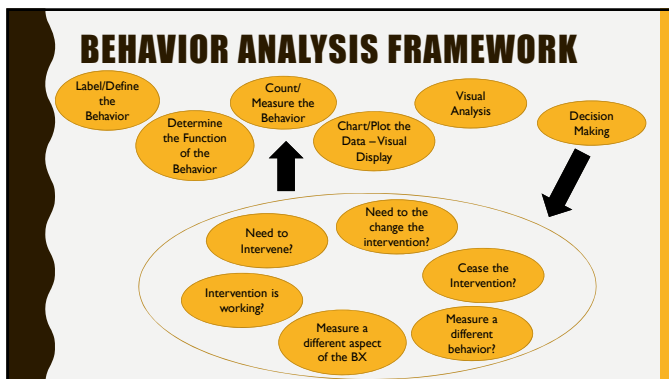 BEHAVIOR ANALYSIS FRAMEWORK
Label/Define
the
Behavior
Determine
the Function
of the
Behavior
Count/
Measure the
Behavior
Chart/Plot the
Data – Visual
Display
Visual
Analysis
Decision
Making
Need to
Intervene?
Need to the
change the
intervention?
Cease the
Intervention?
Intervention is
working?
Measure a
different aspect
of the BX
Measure a
different
behavior?